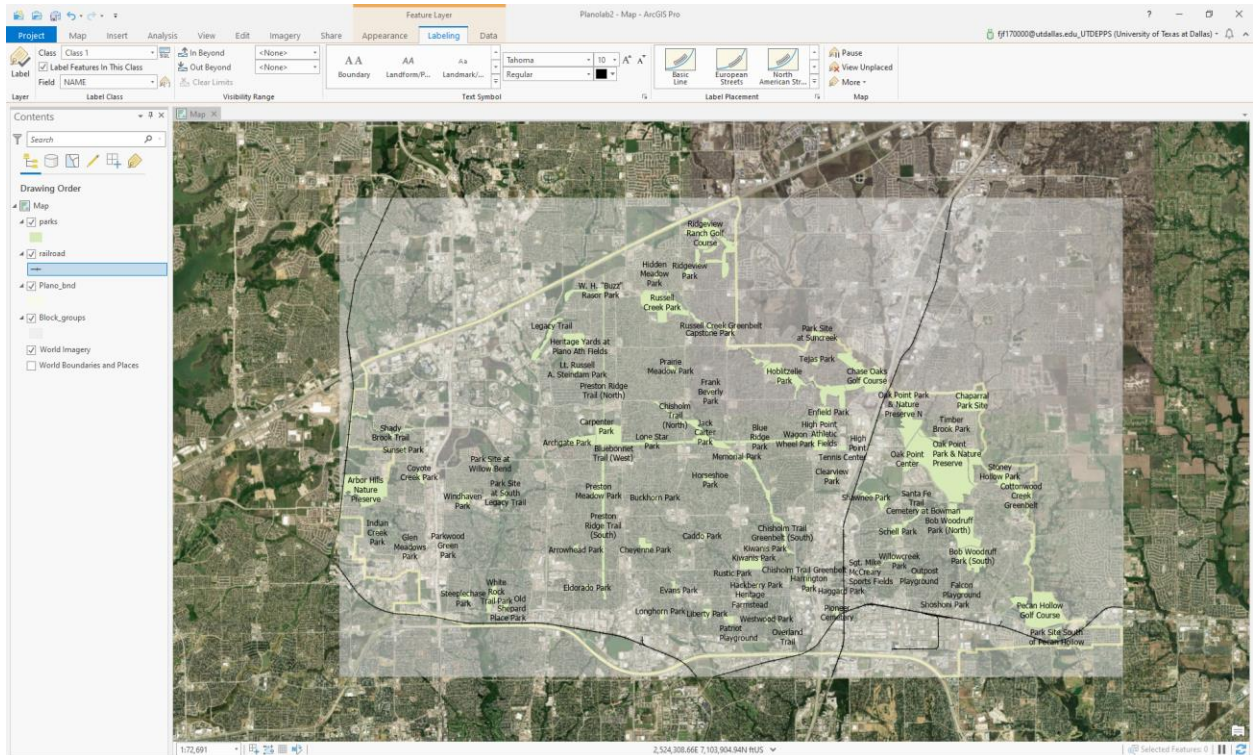 Feature Layer
Planolab2 - Map - ArcGIS Pro
?
Project Map Insert Analysis View Edit Imagery Share Appearance Labeling Data
fjf170000@utdallas.edu_UTDEPPS (University of Texas at Dallas)
Label
Class Class 1
Label Features In This Class
Field NAME
In Beyond <None>
Out Beyond <None>
Clear Limits
AA
Boundary
AA
Landform/P...
Aa
Landmark/...
Tahoma 10
Regular
Basic
Line
European
Streets
North
American Str...
Pause
View Unplaced
More
Layer Label Class Visibility Range Text Symbol Label Placement Map
Contents
Map
Search
Drawing Order
Map
parks
railroad
Plano_bnd
Block_groups
World Imagery
World Boundaries and Places
Ridgeview
Ranch Golf
Course
Hidden
Meadow
Park
Ridgeview
Park
W. H. "Buzz"
Rasor Park
Russell
Creek Park
Legacy Trail
Russell Creek Greenbelt
Capstone Park
Park Site
at Suncreek
Heritage Yards at
Plano Ath Fields
Lt. Russell
A. Steindam Park
Prairie
Meadow Park
Tejas Park
Hoblitzelle
Park
Chase Oaks
Golf Course
Preston Ridge
Trail (North)
Frank
Beverly
Park
Oak Point Park
& Nature
Preserve N
Chaparral
Park Site
Chisholm
Trail
(North)
Enfield Park
Timber
Brook Park
Shady
Brook Trail
Sunset Park
Carpenter
Park
Jack
Carter
Park
Blue
Ridge
Park
High Point
Athletic
Fields
Wagon
Wheel Park
High
Point
Tennis Center
Archgate Park
Lone Star
Park
Bluebonnet
Trail (West)
Memorial Park
Oak Point
Center
Oak Point
Park & Nature
Preserve
Park Site at
Willow Bend
Coyote
Creek Park
Arbor Hills
Nature
Preserve
Park Site
at South
Legacy Trail
Windhaven
Park
Horseshoe
Park
Clearview
Park
Stoney
Hollow Park
Cottonwood
Creek
Greenbelt
Preston
Meadow Park
Buckhorn Park
Shawnee Park
Santa Fe
Trail
Cemetery at Bowman
Bob Woodruff
Park (North)
Indian
Creek
Park
Glen
Meadows
Park
Parkwood
Green
Park
Preston
Ridge Trail
(South)
Caddo Park
Chisholm Trail
Greenbelt (South)
Schell Park
Arrowhead Park
Cheyenne Park
Kiwanis Park
Kiwanis Park
Bob Woodruff
Park (South)
Willowcreek
Park
Rustic Park
Chisholm Trail Greenbelt
Sgt. Mike
McCreary
Sports Fields
Outpost
Playground
Hackberry Park
Harrington
Park
Haggard Park
Falcon
Playground
White
Rock
Trail Park
Steeplechase
Park
Old
Shepard
Place Park
Eldorado Park
Evans Park
Heritage
Farmstead
Shoshoni Park
Longhorn Park
Liberty Park
Westwood Park
Pioneer
Cemetery
Pecan Hollow
Golf Course
Patriot
Playground
Overland
Trail
Park Site South
of Pecan Hollow
1:72,691
2,524,308.66E 7,103,904.94N ftUS
Selected Features: 0